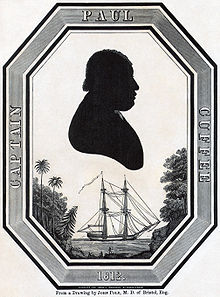 PAUL
CAPTAIN
CUFFEE
1812.
From a Drawing by JOHN POLE, M. D. of Bristol, Eng.